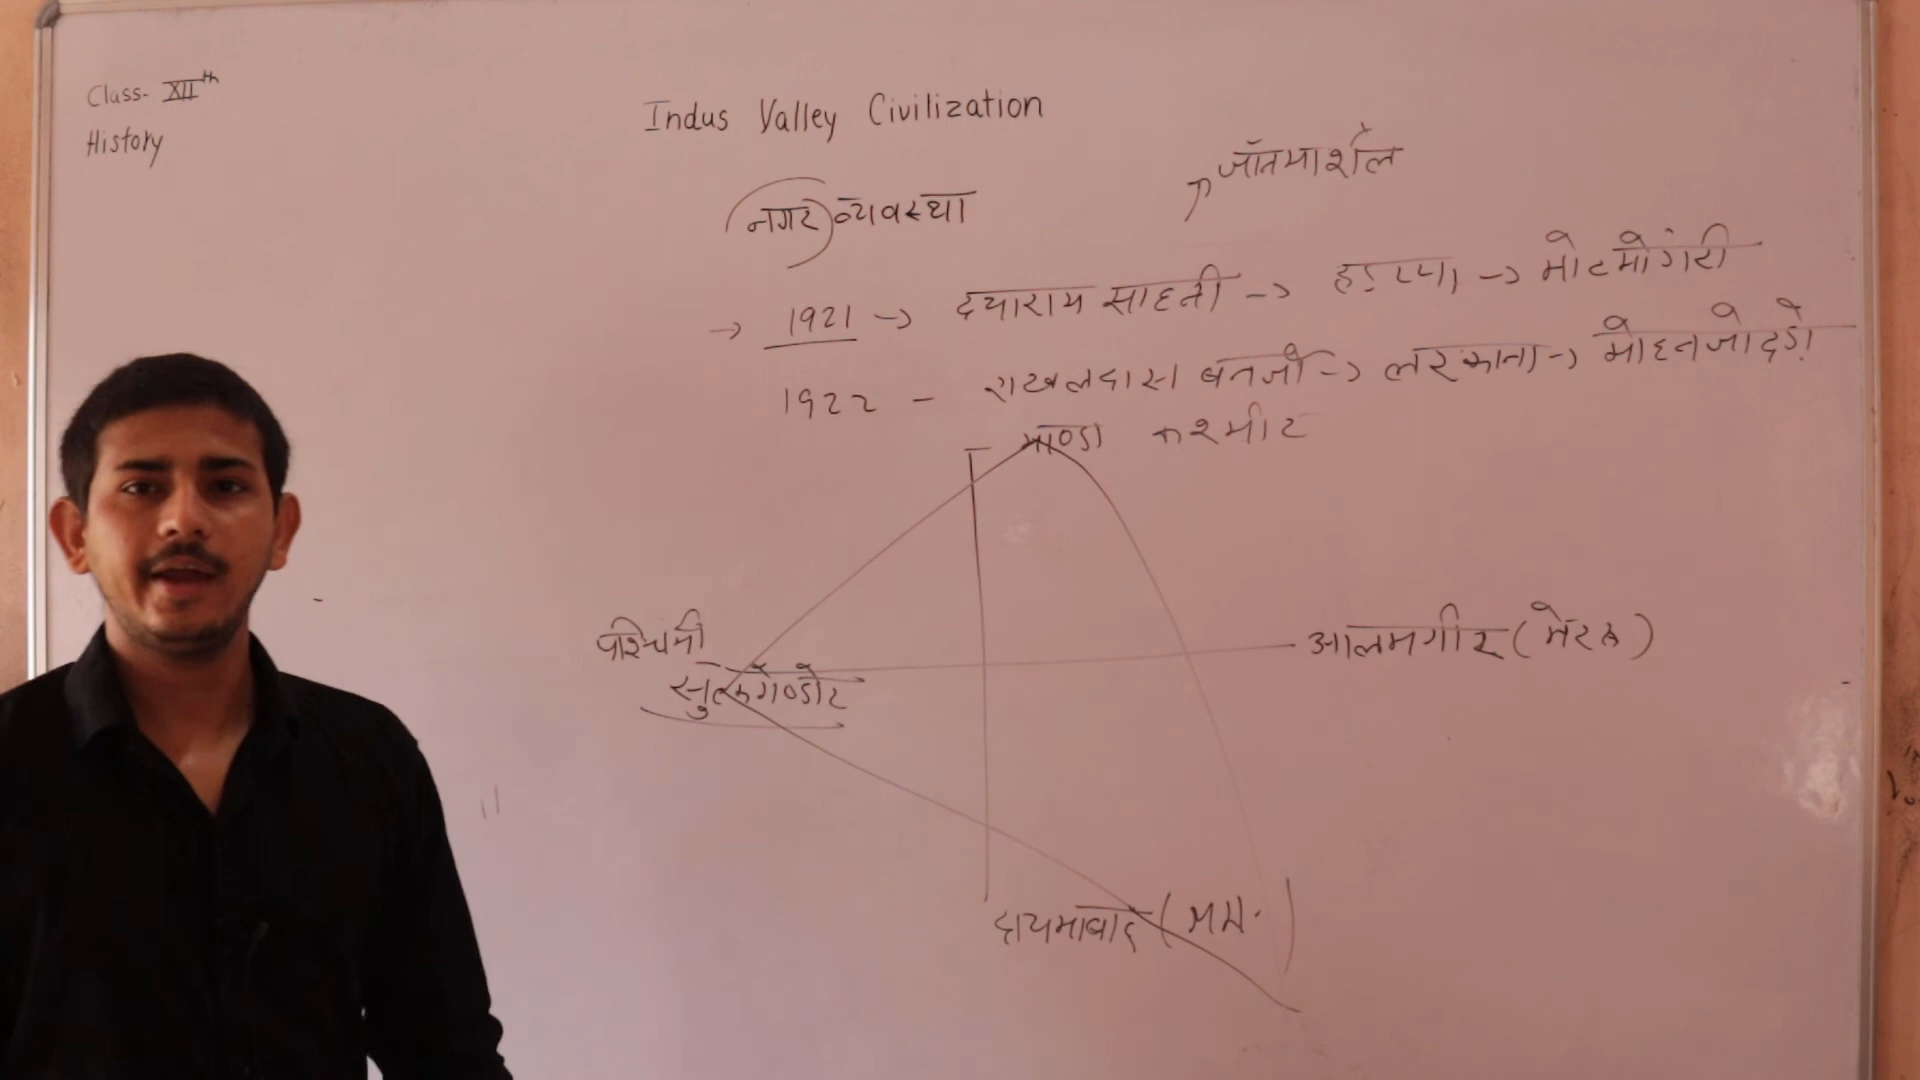 Class- XIIth
History
Indus Valley Civilization
जॉनमार्शल
नगर व्यवस्था
→ 1921 → दयाराम साहनी → हड़प्पा → मोटमोगंरी
1922 - राखलदास बनर्जी → लरकाना → मोहनजोदड़ो
माण्डा कश्मीर
पश्चिमी
सुत्कागेण्डोर
आलमगीर (मेरठ)
दायमाबाद (MH.)